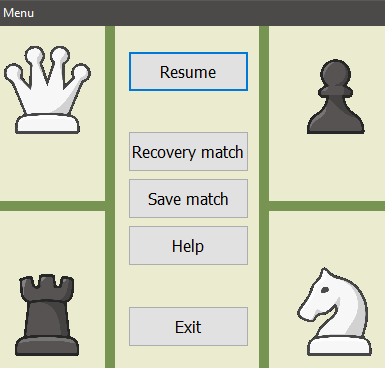 Menu
Resume
Recovery match
Save match
Help
Exit